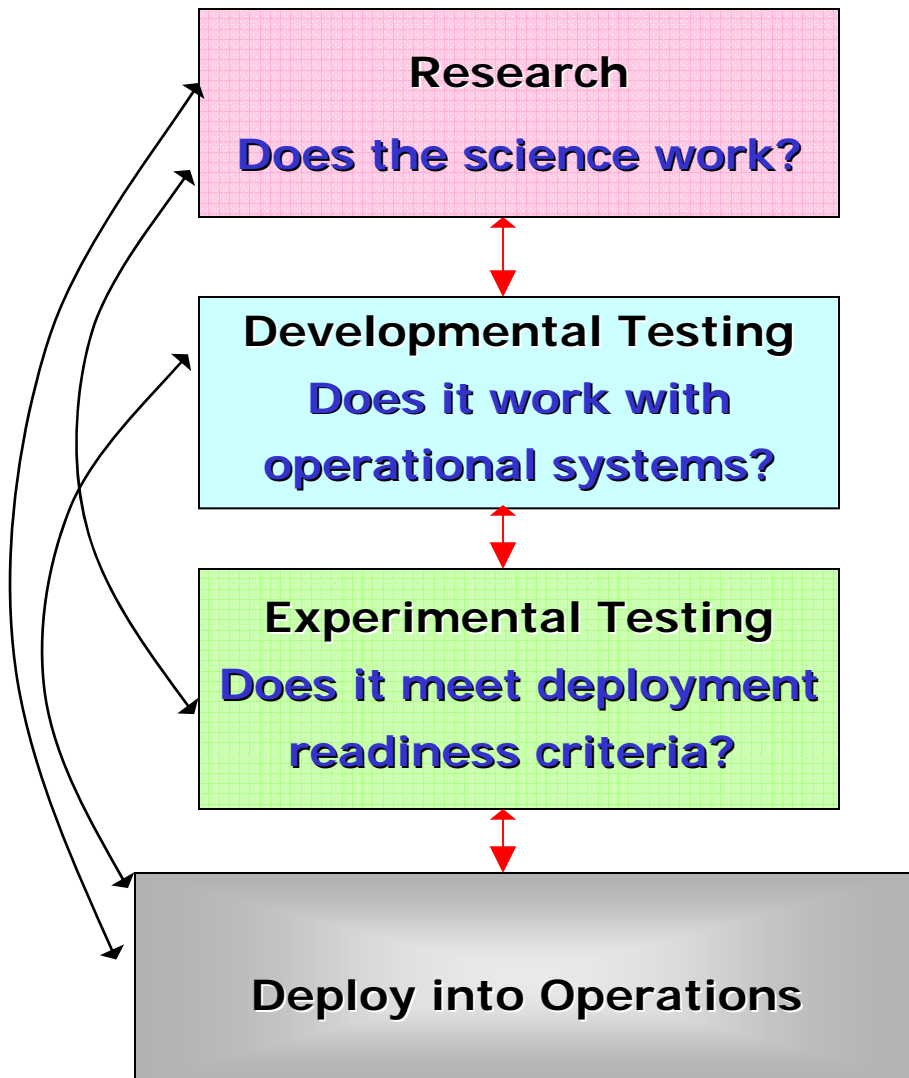 Research
Does the science work?
Developmental Testing
Does it work with
operational systems?
Experimental Testing
Does it meet deployment
readiness criteria?
Deploy into Operations